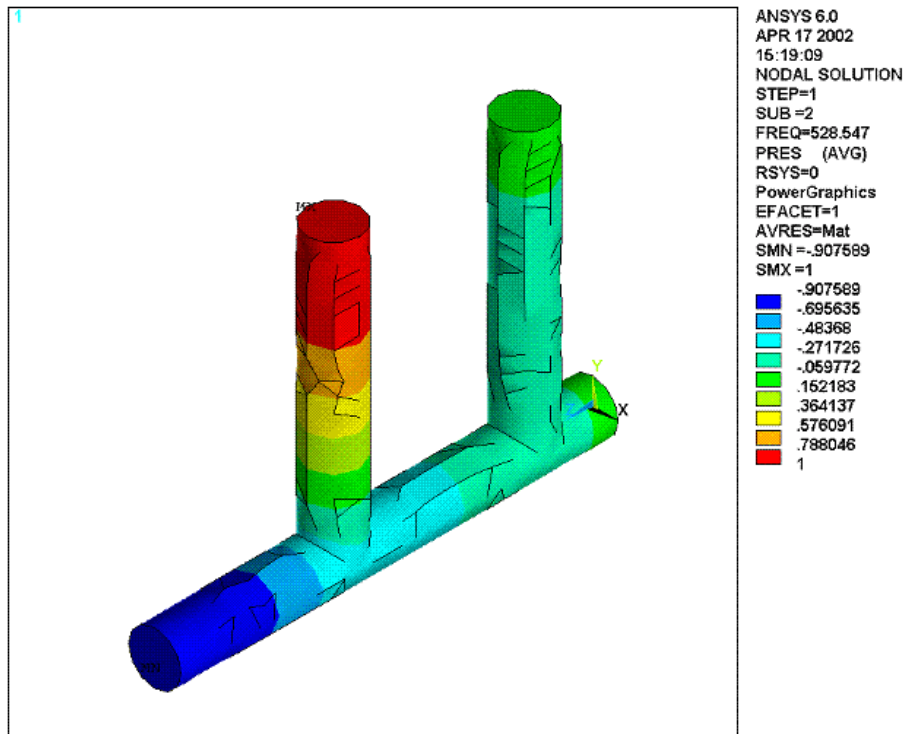 1
ANSYS 6.0
APR 17 2002
15:19:09
NODAL SOLUTION
STEP=1
SUB =2
FREQ=528.547
PRES (AVG)
RSYS=0
PowerGraphics
EFACET=1
AVRES=Mat
SMN =-.907589
SMX =1
-.907589
-.695635
-.48368
-.271726
-.059772
.152183
.364137
.576091
.788046
1
MX
Y
Z
X
MN